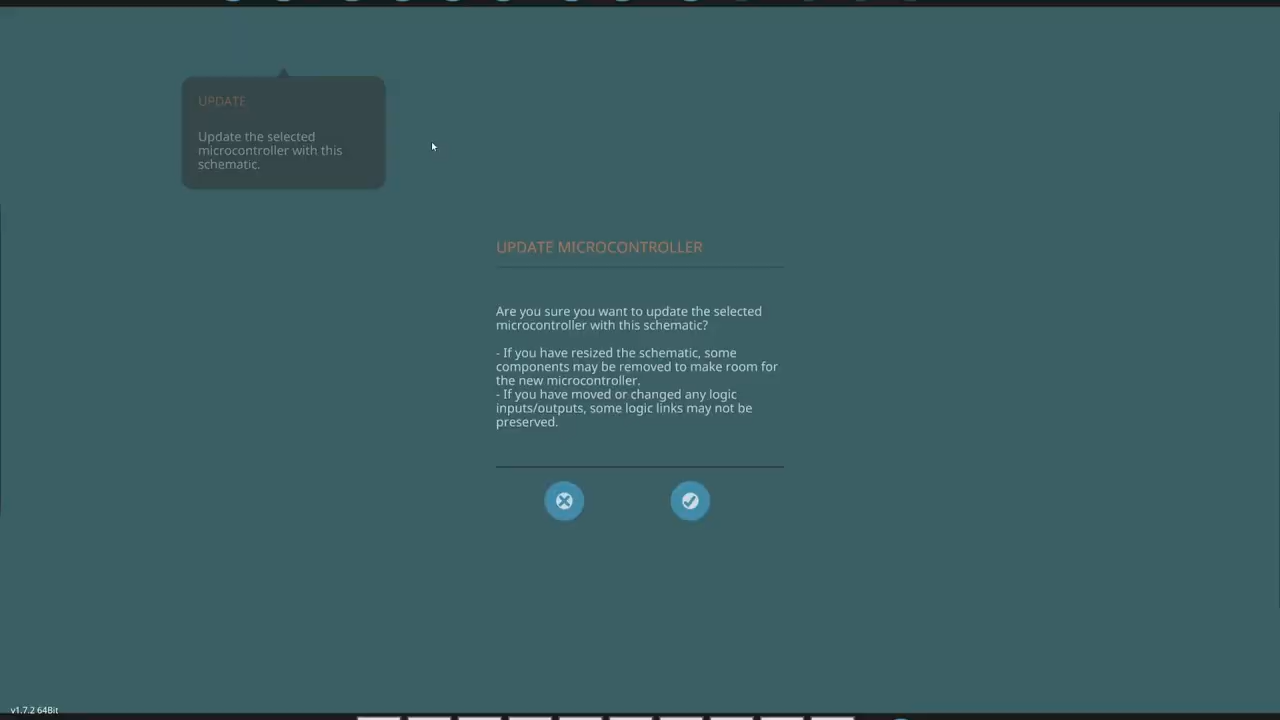 UPDATE
Update the selected
microcontroller with this
schematic.
UPDATE MICROCONTROLLER
Are you sure you want to update the selected
microcontroller with this schematic?
- If you have resized the schematic, some
components may be removed to make room for
the new microcontroller.
- If you have moved or changed any logic
inputs/outputs, some logic links may not be
preserved.
v1.7.2 64Bit